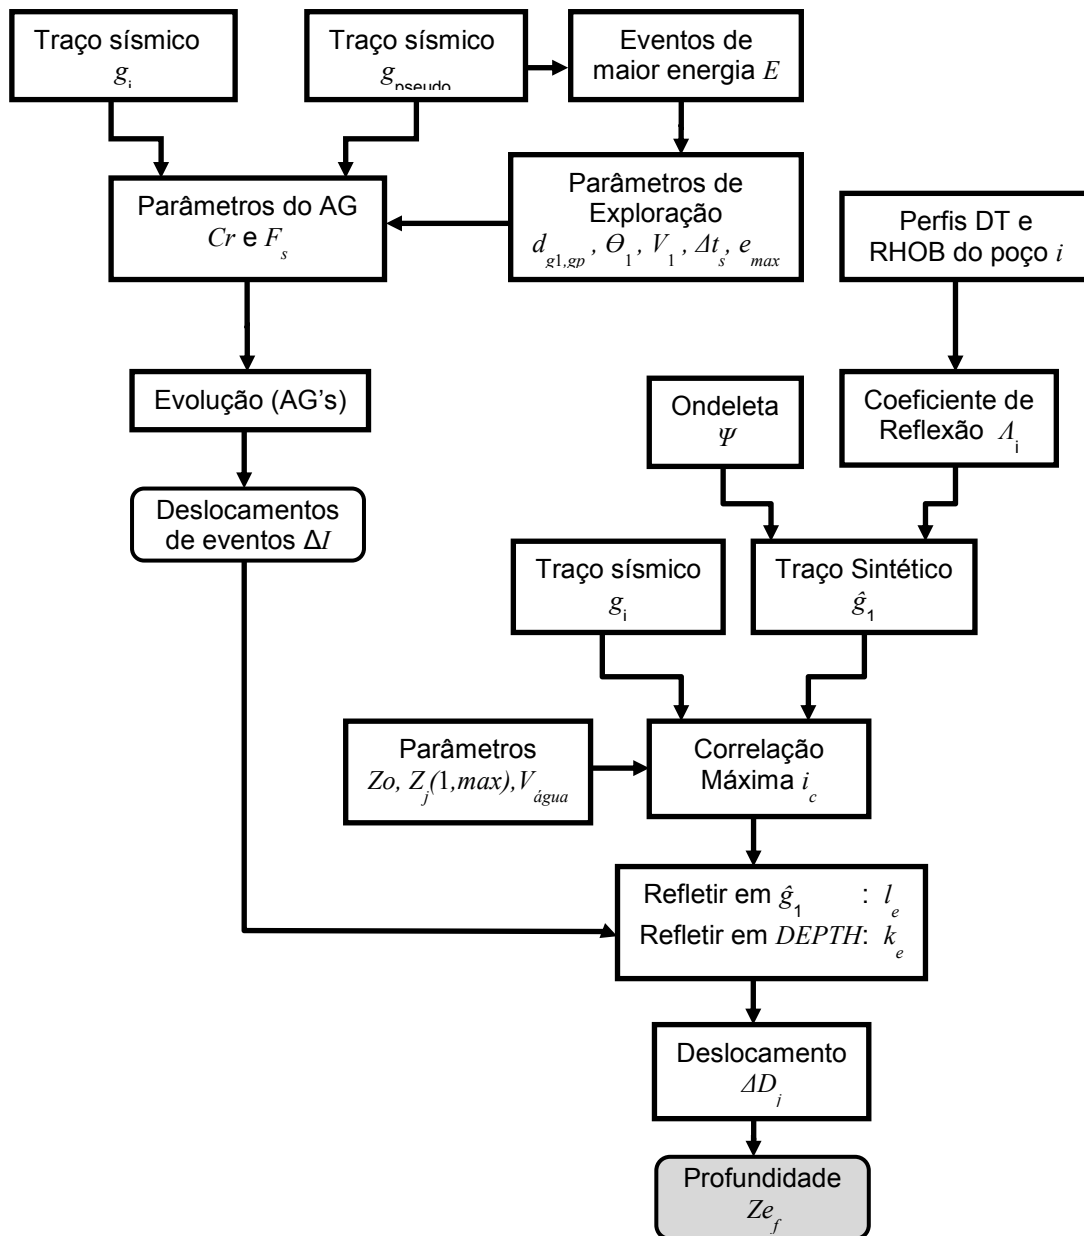 Traço sísmico
g_i
Traço sísmico
g_pseudo
Eventos de
maior energia E
Parâmetros do AG
Cr e F_s
Parâmetros de
Exploração
d_g1,gp , Θ_1, V_1, Δt_s, e_max
Perfis DT e
RHOB do poço i
Evolução (AG's)
Ondeleta
Ψ
Coeficiente de
Reflexão Λ_i
Deslocamentos
de eventos ΔI
Traço sísmico
g_i
Traço Sintético
ĝ_1
Parâmetros
Zo, Z_j(1,max),V_água
Correlação
Máxima i_c
Refletir em ĝ_1 : l_e
Refletir em DEPTH: k_e
Deslocamento
ΔD_j
Profundidade
Ze_f